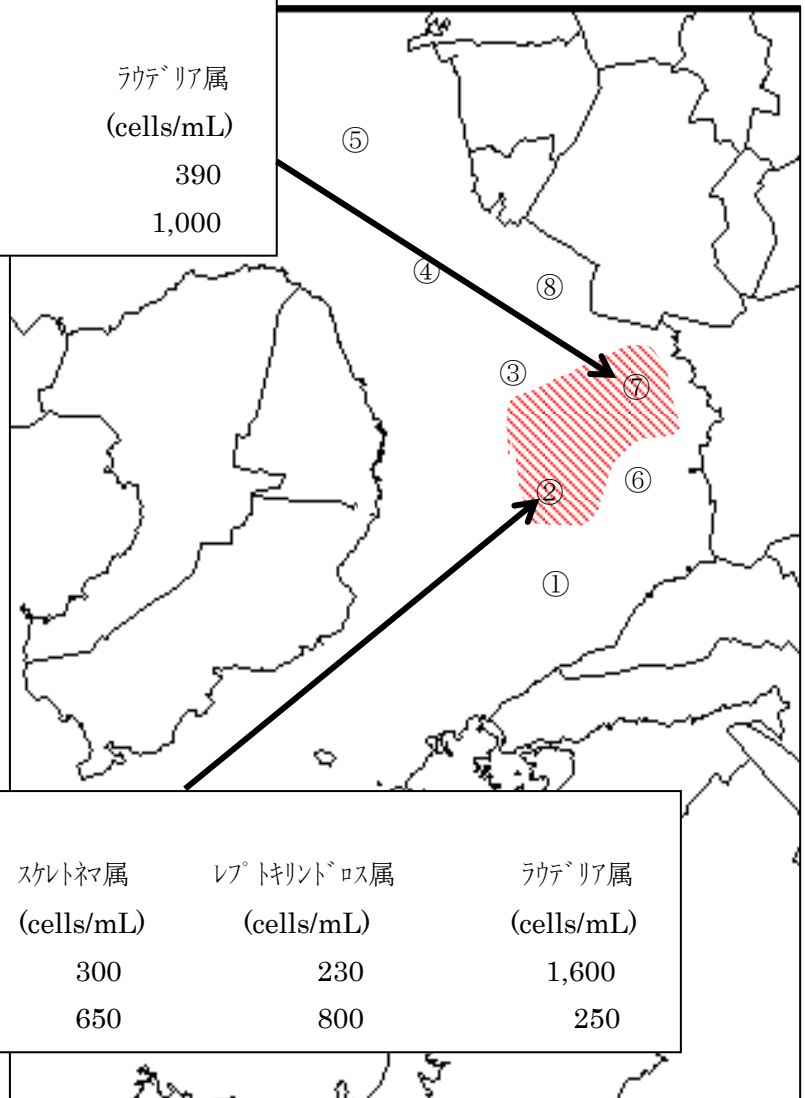 ラウデリア属
(cells/mL)
390
1,000
⑤
④
⑧
③
⑦
⑥
②
①
スケレトネマ属 レプトキリンドロス属 ラウデリア属
(cells/mL) (cells/mL) (cells/mL)
300 230 1,600
650 800 250